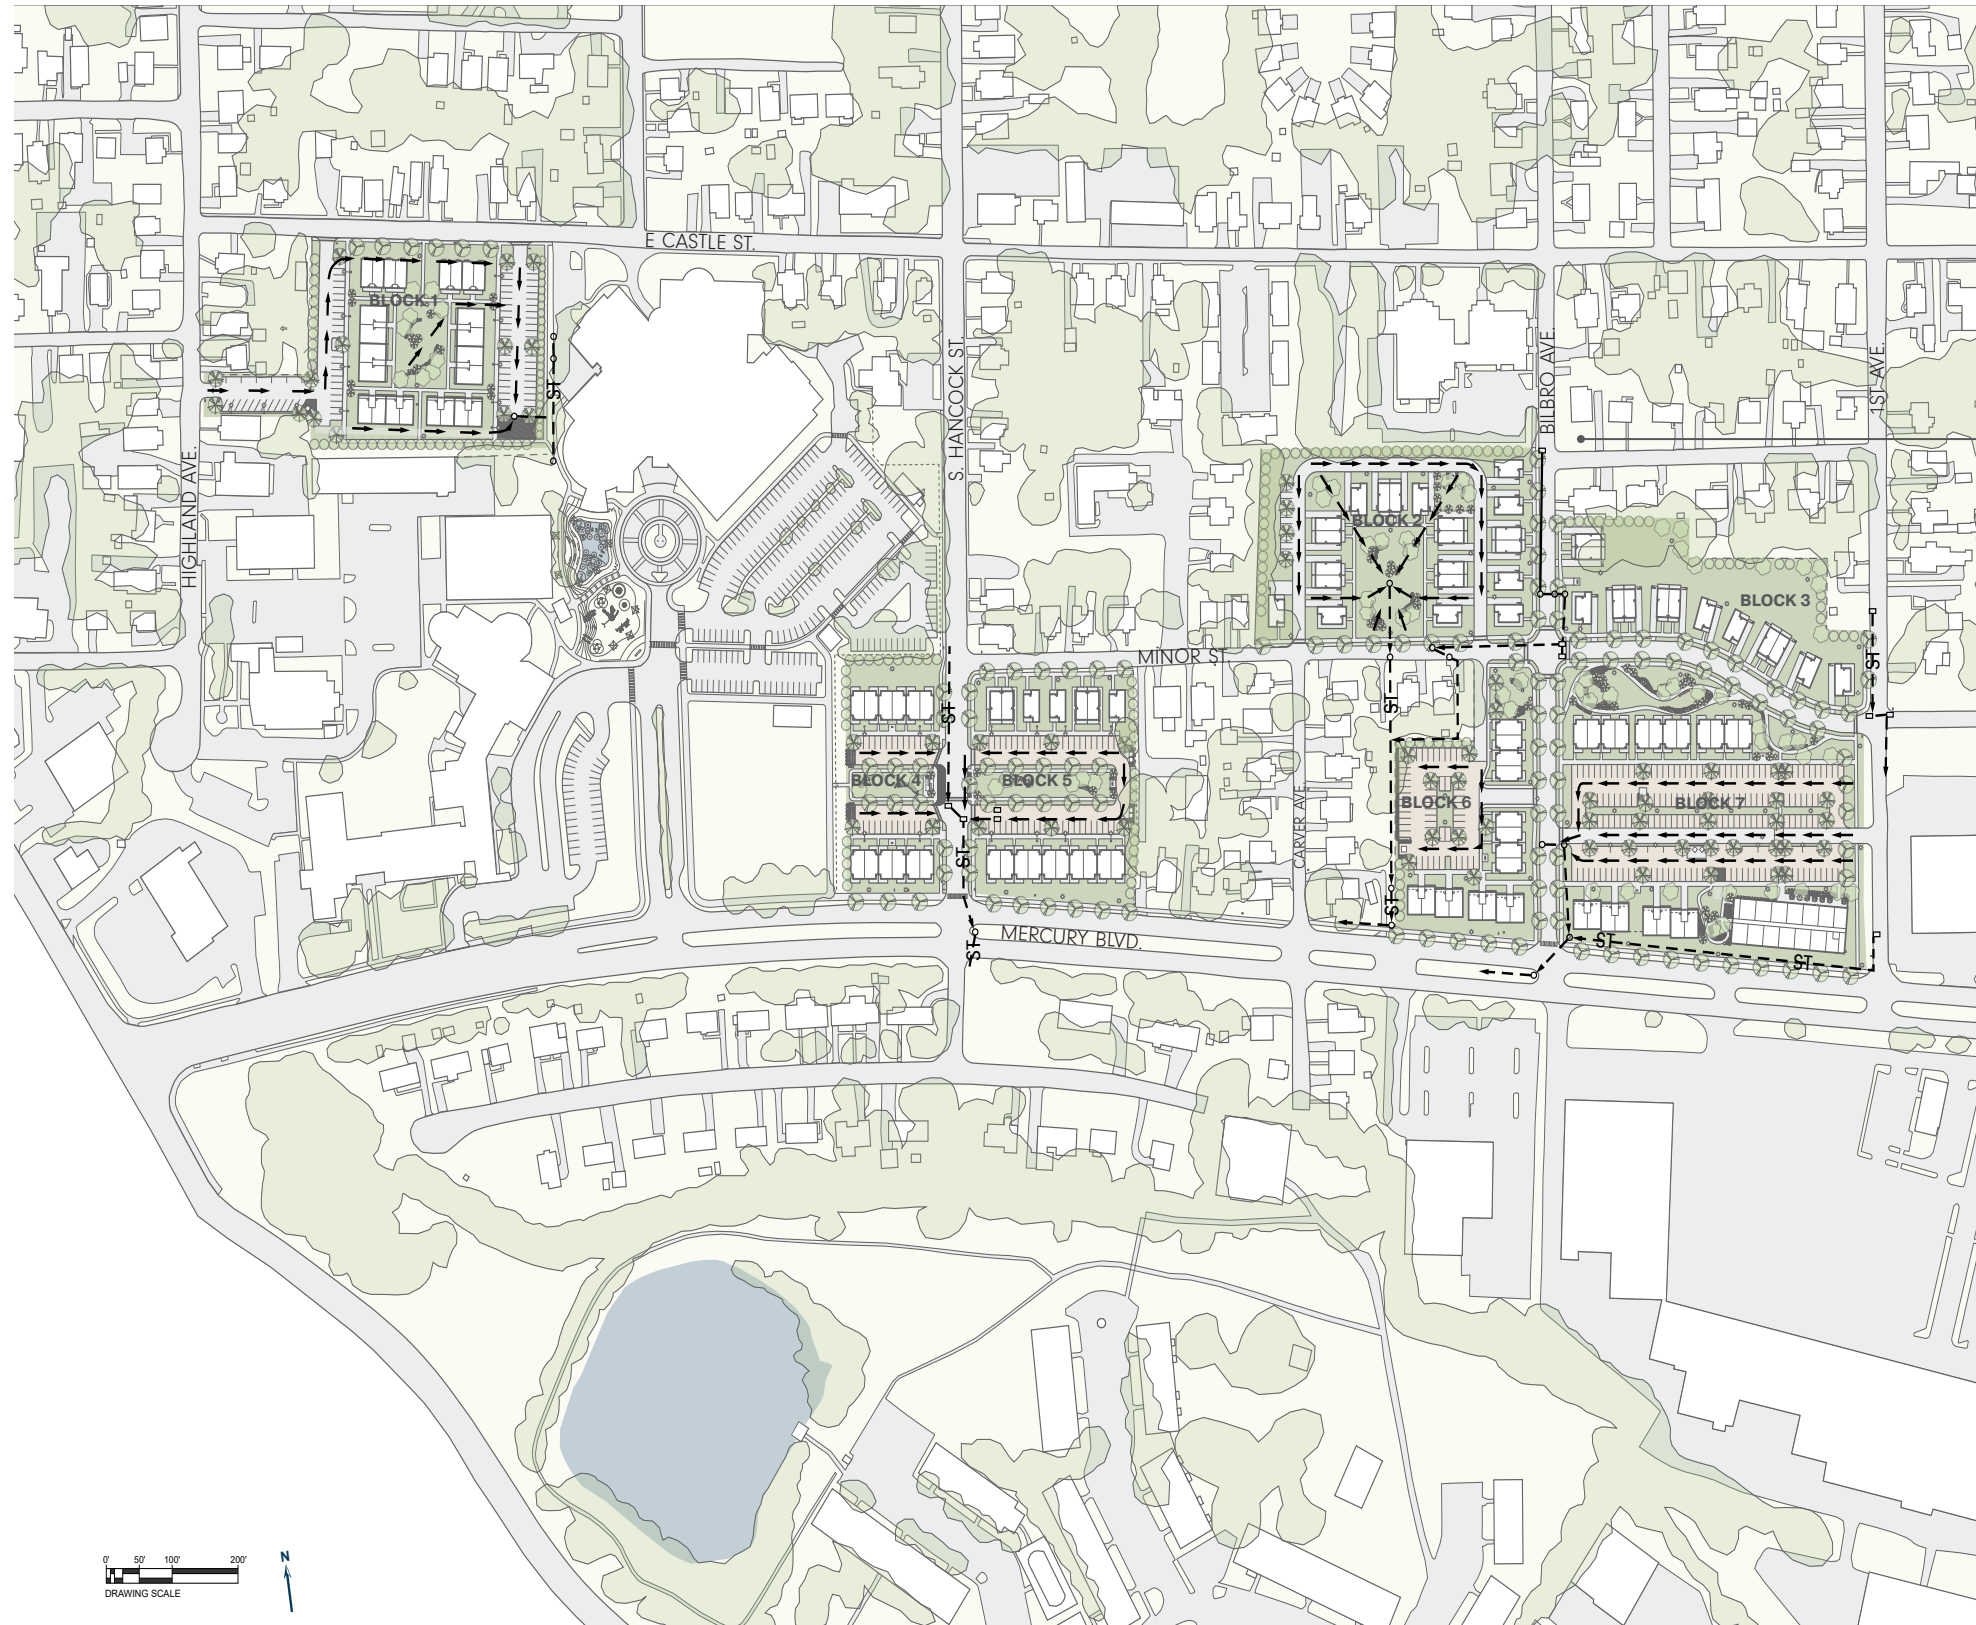 E CASTLE ST.
BLOCK 1
ST
S. HANCOCK ST.
BILBRO AVE.
1ST AVE.
HIGHLAND AVE.
BLOCK 2
BLOCK 3
MINOR ST.
ST
ST
ST
BLOCK 4
BLOCK 5
BLOCK 6
BLOCK 7
CARVER AVE.
ST
ST
MERCURY BLVD.
ST
ST
ST
0' 50' 100' 200'
DRAWING SCALE
N